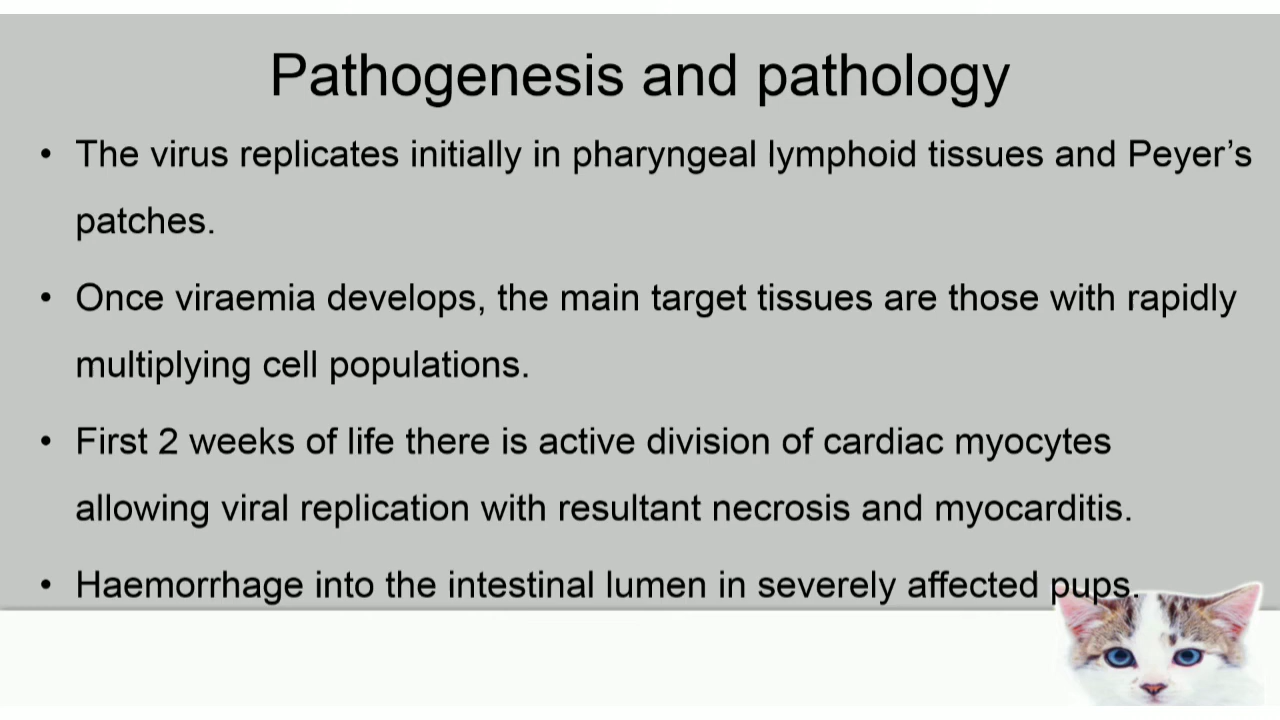 Pathogenesis and pathology
• The virus replicates initially in pharyngeal lymphoid tissues and Peyer’s
patches.
• Once viraemia develops, the main target tissues are those with rapidly
multiplying cell populations.
• First 2 weeks of life there is active division of cardiac myocytes
allowing viral replication with resultant necrosis and myocarditis.
• Haemorrhage into the intestinal lumen in severely affected pups.